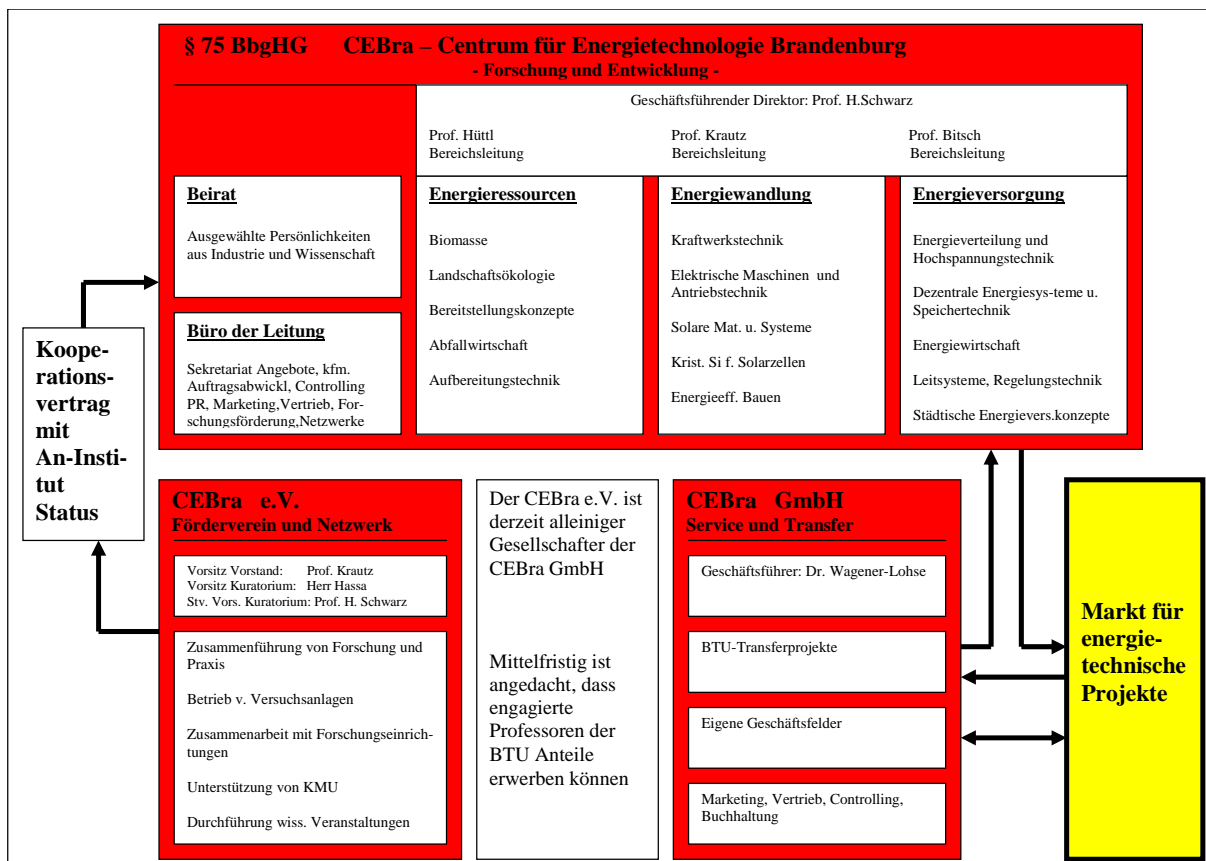 § 75 BbgHG CEBra – Centrum für Energietechnologie Brandenburg
- Forschung und Entwicklung -
Geschäftsführender Direktor: Prof. H.Schwarz
Prof. Hüttl
Bereichsleitung
Prof. Krautz
Bereichsleitung
Prof. Bitsch
Bereichsleitung
Beirat
Ausgewählte Persönlichkeiten
aus Industrie und Wissenschaft
Büro der Leitung
Sekretariat Angebote, kfm.
Auftragsabwickl, Controlling
PR, Marketing,Vertrieb, For-
schungsförderung,Netzwerke
Energieressourcen
Biomasse
Landschaftsökologie
Bereitstellungskonzepte
Abfallwirtschaft
Aufbereitungstechnik
Energiewandlung
Kraftwerkstechnik
Elektrische Maschinen und
Antriebstechnik
Solare Mat. u. Systeme
Krist. Si f. Solarzellen
Energieeff. Bauen
Energieversorgung
Energieverteilung und
Hochspannungstechnik
Dezentrale Energiesys-teme u.
Speichertechnik
Energiewirtschaft
Leitsysteme, Regelungstechnik
Städtische Energievers.konzepte
Koope-
rations-
vertrag
mit
An-Insti-
tut
Status
CEBra e.V.
Förderverein und Netzwerk
Vorsitz Vorstand: Prof. Krautz
Vorsitz Kuratorium: Herr Hassa
Stv. Vors. Kuratorium: Prof. H. Schwarz
Zusammenführung von Forschung und
Praxis
Betrieb v. Versuchsanlagen
Zusammenarbeit mit Forschungseinrich-
tungen
Unterstützung von KMU
Durchführung wiss. Veranstaltungen
Der CEBra e.V. ist
derzeit alleiniger
Gesellschafter der
CEBra GmbH
Mittelfristig ist
angedacht, dass
engagierte
Professoren der
BTU Anteile
erwerben können
CEBra GmbH
Service und Transfer
Geschäftsführer: Dr. Wagener-Lohse
BTU-Transferprojekte
Eigene Geschäftsfelder
Marketing, Vertrieb, Controlling,
Buchhaltung
Markt für
energie-
technische
Projekte